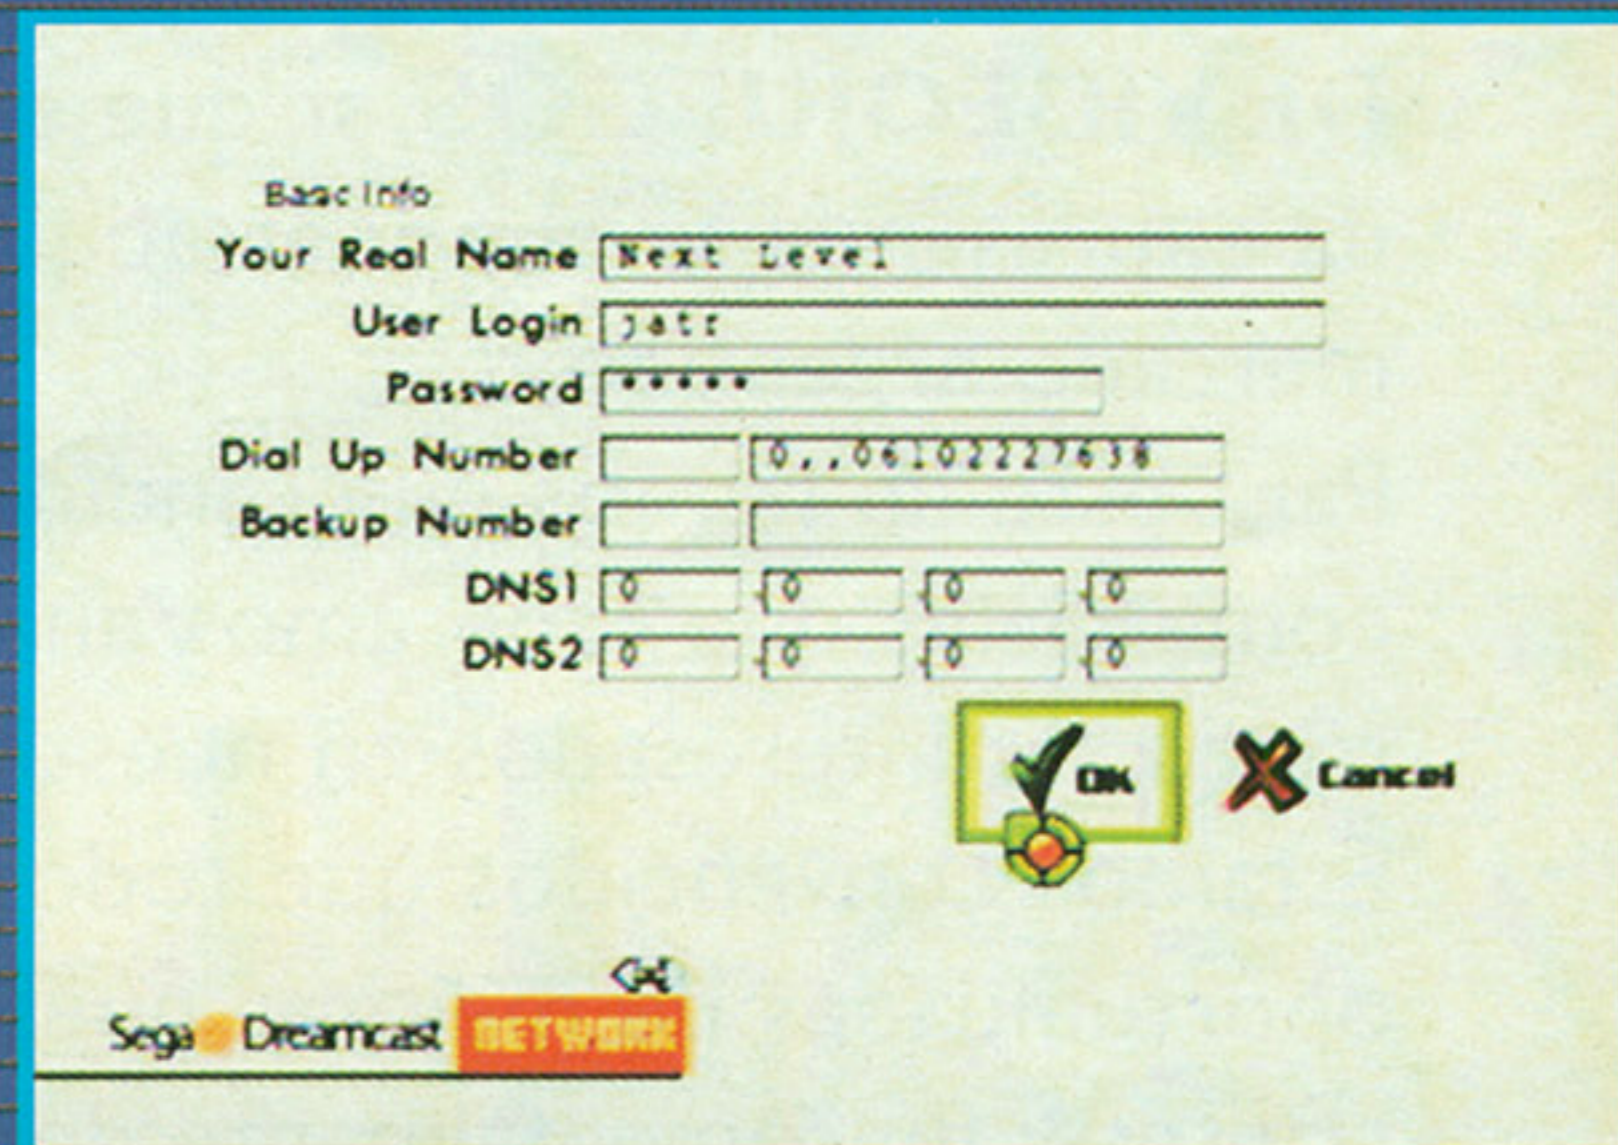 Basic Info
Your Real Name Next Level
User Login jatr
Password •••••
Dial Up Number 0,,06102227638
Backup Number
DNS1 0 .0 .0 .0
DNS2 0 .0 .0 .0
OK Cancel
Sega Dreamcast NETWORK